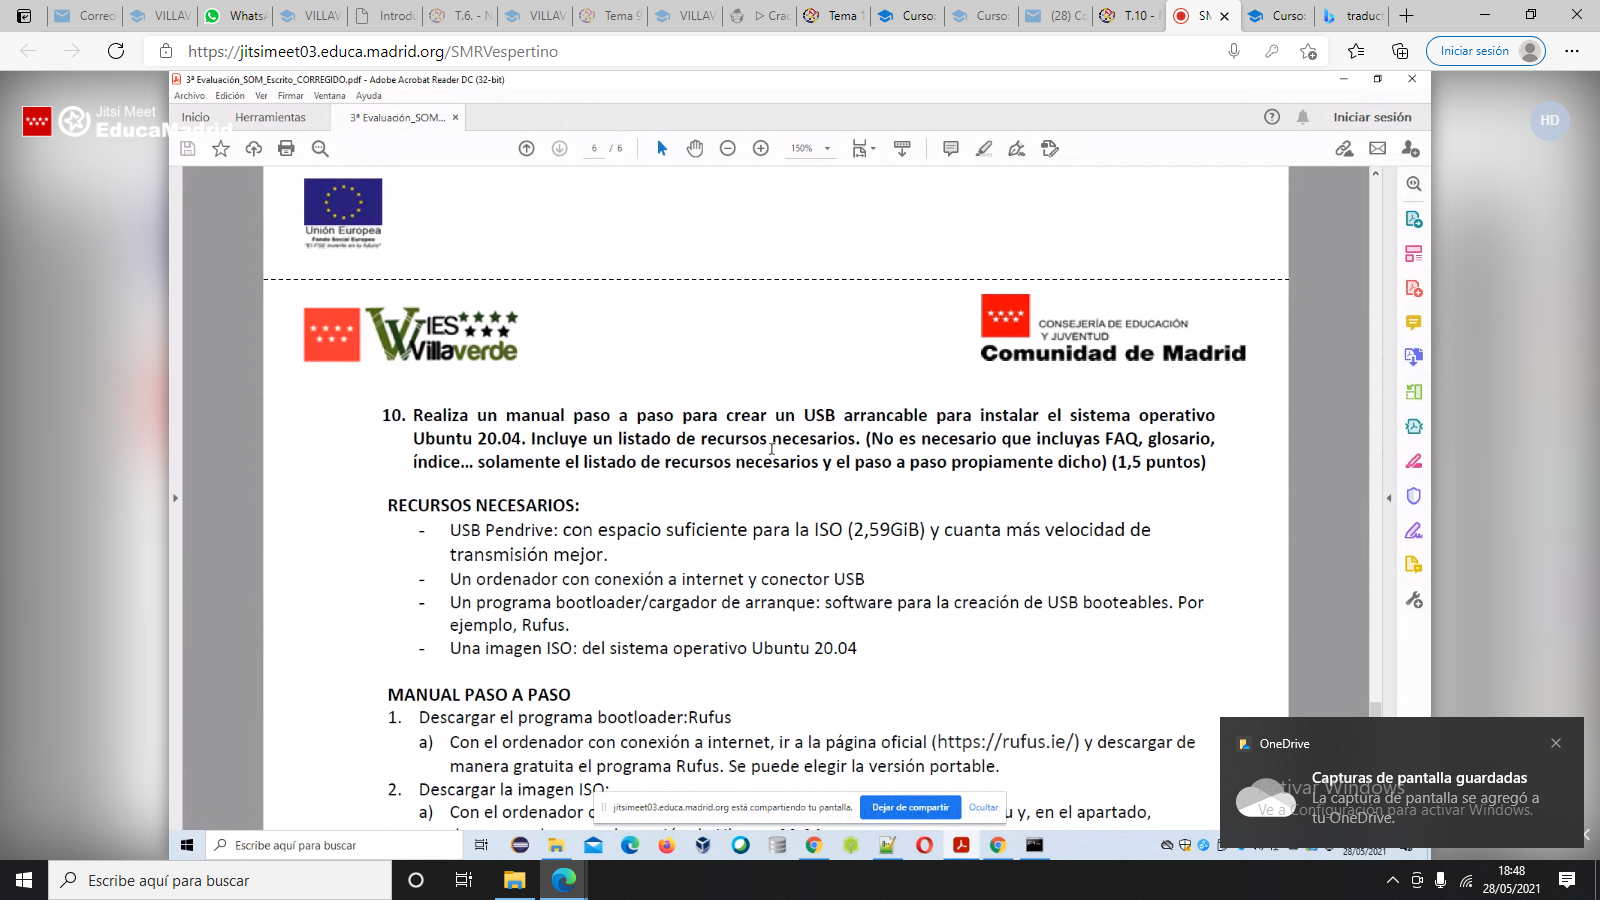 VILLAV
WhatsA
VILLAV
Introdu
T.6. - N
VILLAV
Tema 9
VILLAV
Crac
Tema 1
Curso:
Curso:
(28) Co
T.10 - N
SM
Curso:
traduct
https://jitsimeet03.educa.madrid.org/SMRVespertino
Iniciar sesión
3ª Evaluación_SOM_Escrito_CORREGIDO.pdf - Adobe Acrobat Reader DC (32-bit)
Archivo Edición Ver Firmar Ventana Ayuda
Jitsi Meet
EducaMadrid
Inicio Herramientas 3ª Evaluación_SOM... Iniciar sesión
HD
6 / 6 150%
Unión Europea
Fondo Social Europeo
"El FSE invierte en tu futuro"
IES
Villaverde
CONSEJERÍA DE EDUCACIÓN
Y JUVENTUD
Comunidad de Madrid
10. Realiza un manual paso a paso para crear un USB arrancable para instalar el sistema operativo
Ubuntu 20.04. Incluye un listado de recursos necesarios. (No es necesario que incluyas FAQ, glosario,
índice... solamente el listado de recursos necesarios y el paso a paso propiamente dicho) (1,5 puntos)
RECURSOS NECESARIOS:
- USB Pendrive: con espacio suficiente para la ISO (2,59GiB) y cuanta más velocidad de
transmisión mejor.
- Un ordenador con conexión a internet y conector USB
- Un programa bootloader/cargador de arranque: software para la creación de USB booteables. Por
ejemplo, Rufus.
- Una imagen ISO: del sistema operativo Ubuntu 20.04
MANUAL PASO A PASO
1. Descargar el programa bootloader:Rufus
a) Con el ordenador con conexión a internet, ir a la página oficial (https://rufus.ie/) y descargar de
manera gratuita el programa Rufus. Se puede elegir la versión portable.
2. Descargar la imagen ISO:
a) Con el ordenador c
u y, en el apartado,
jitsimeet03.educa.madrid.org está compartiendo tu pantalla. Dejar de compartir Ocultar
OneDrive
Capturas de pantalla guardadas
La captura de pantalla se agregó a
tu OneDrive.
Activar Windows
Ve a Configuración para activar Windows.
Escribe aquí para buscar
28/05/2021
Escribe aquí para buscar
18:48
28/05/2021